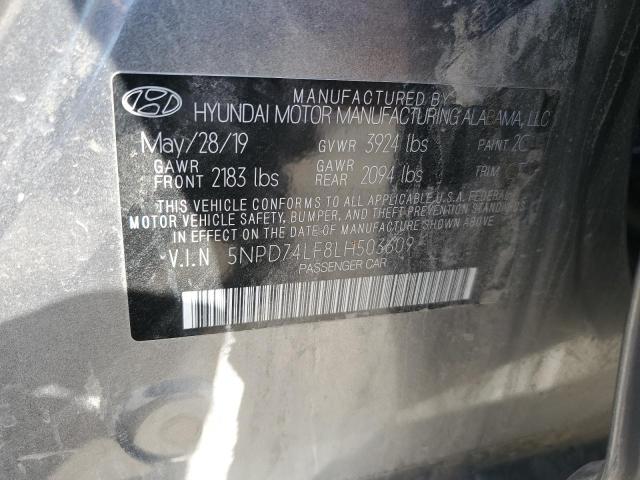 MANUFACTURED BY
HYUNDAI MOTOR MANUFACTURING ALABAMA, LLC
May/28/19 GVWR 3924 lbs PAINT 2C
GAWR FRONT 2183 lbs GAWR REAR 2094 lbs TRIM T
THIS VEHICLE CONFORMS TO ALL APPLICABLE U.S.A. FEDERAL
MOTOR VEHICLE SAFETY, BUMPER, AND THEFT PREVENTION STANDARDS
IN EFFECT ON THE DATE OF MANUFACTURE SHOWN ABOVE
V.I.N 5NPD74LF8LH503609
PASSENGER CAR